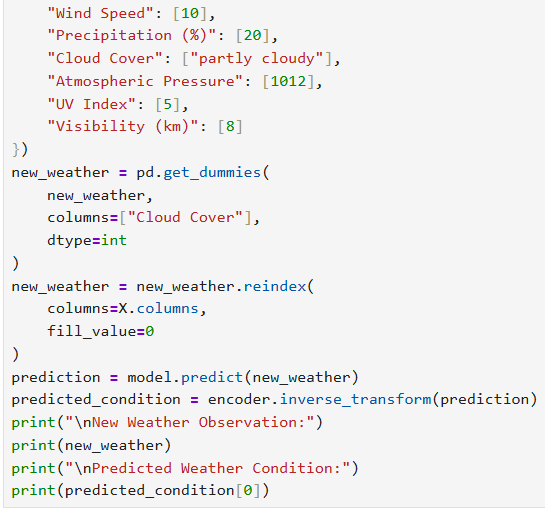 "Wind Speed": [10],
    "Precipitation (%)": [20],
    "Cloud Cover": ["partly cloudy"],
    "Atmospheric Pressure": [1012],
    "UV Index": [5],
    "Visibility (km)": [8]
})
new_weather = pd.get_dummies(
    new_weather,
    columns=["Cloud Cover"],
    dtype=int
)
new_weather = new_weather.reindex(
    columns=X.columns,
    fill_value=0
)
prediction = model.predict(new_weather)
predicted_condition = encoder.inverse_transform(prediction)
print("\nNew Weather Observation:")
print(new_weather)
print("\nPredicted Weather Condition:")
print(predicted_condition[0])